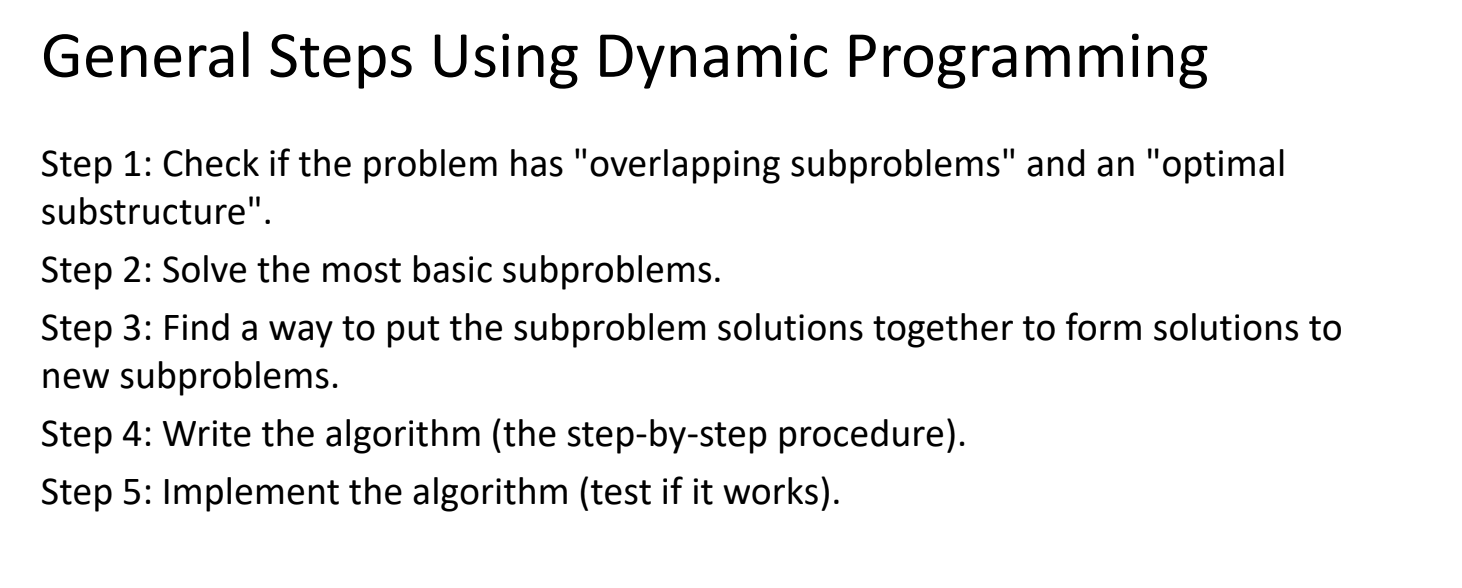 General Steps Using Dynamic Programming
Step 1: Check if the problem has "overlapping subproblems" and an "optimal
substructure".
Step 2: Solve the most basic subproblems.
Step 3: Find a way to put the subproblem solutions together to form solutions to
new subproblems.
Step 4: Write the algorithm (the step-by-step procedure).
Step 5: Implement the algorithm (test if it works).